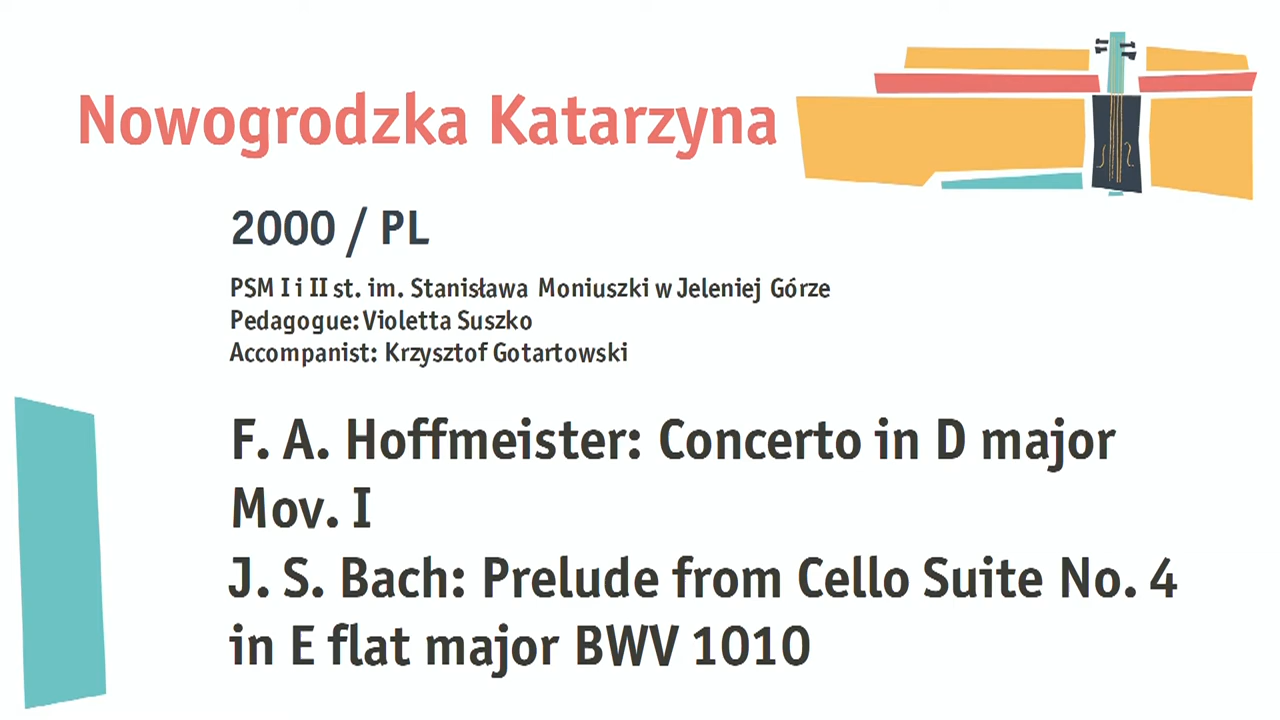 Nowogrodzka Katarzyna
2000 / PL
PSM I i II st. im. Stanisława Moniuszki w Jeleniej Górze
Pedagogue: Violetta Suszko
Accompanist: Krzysztof Gotartowski
F. A. Hoffmeister: Concerto in D major
Mov. I
J. S. Bach: Prelude from Cello Suite No. 4
in E flat major BWV 1010